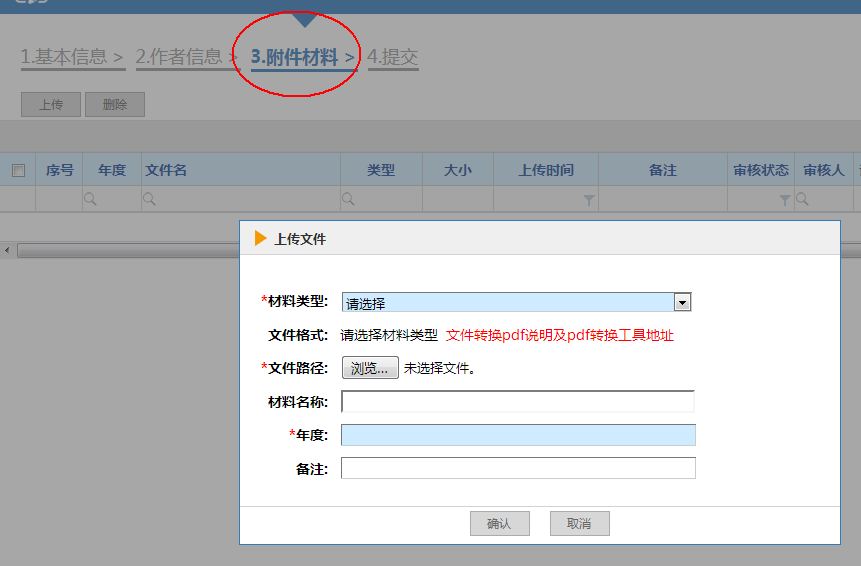 1.基本信息 > 2.作者信息 > 3.附件材料 > 4.提交
上传 删除
序号 年度 文件名 类型 大小 上传时间 备注 审核状态 审核人
上传文件
*材料类型: 请选择
文件格式: 请选择材料类型 文件转换pdf说明及pdf转换工具地址
*文件路径: 浏览... 未选择文件。
材料名称:
*年度:
备注:
确认 取消